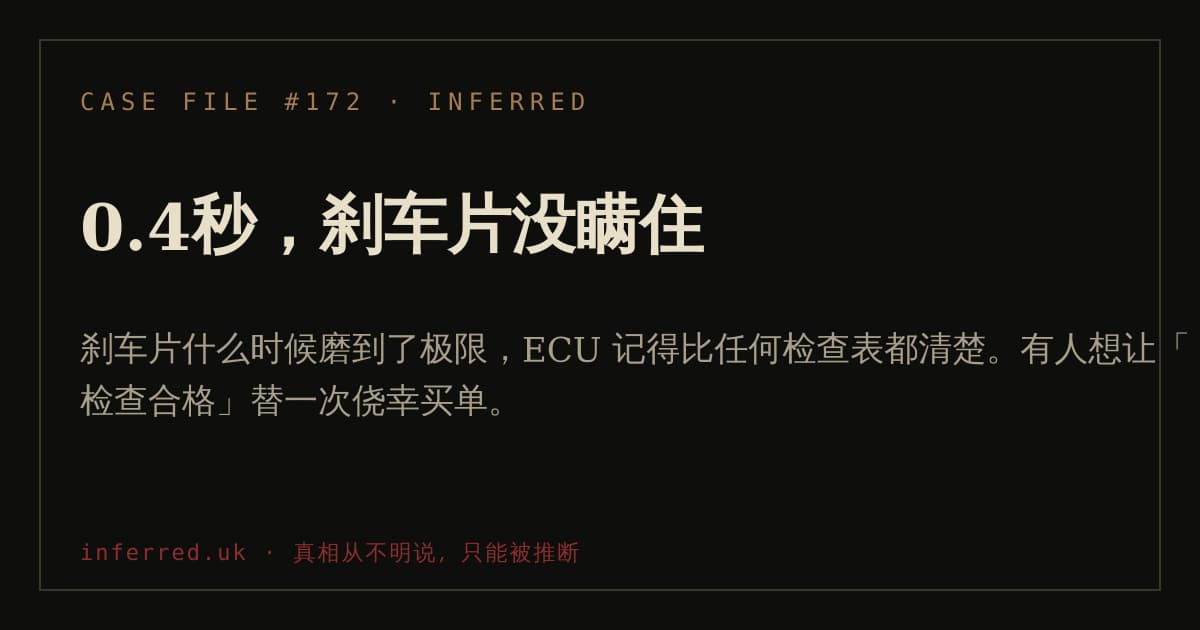 CASE FILE #172 · INFERRED
0.4秒，刹车片没瞒住
刹车片什么时候磨到了极限，ECU 记得比任何检查表都清楚。有人想让「
检查合格」替一次侥幸买单。
inferred.uk · 真相从不明说，只能被推断